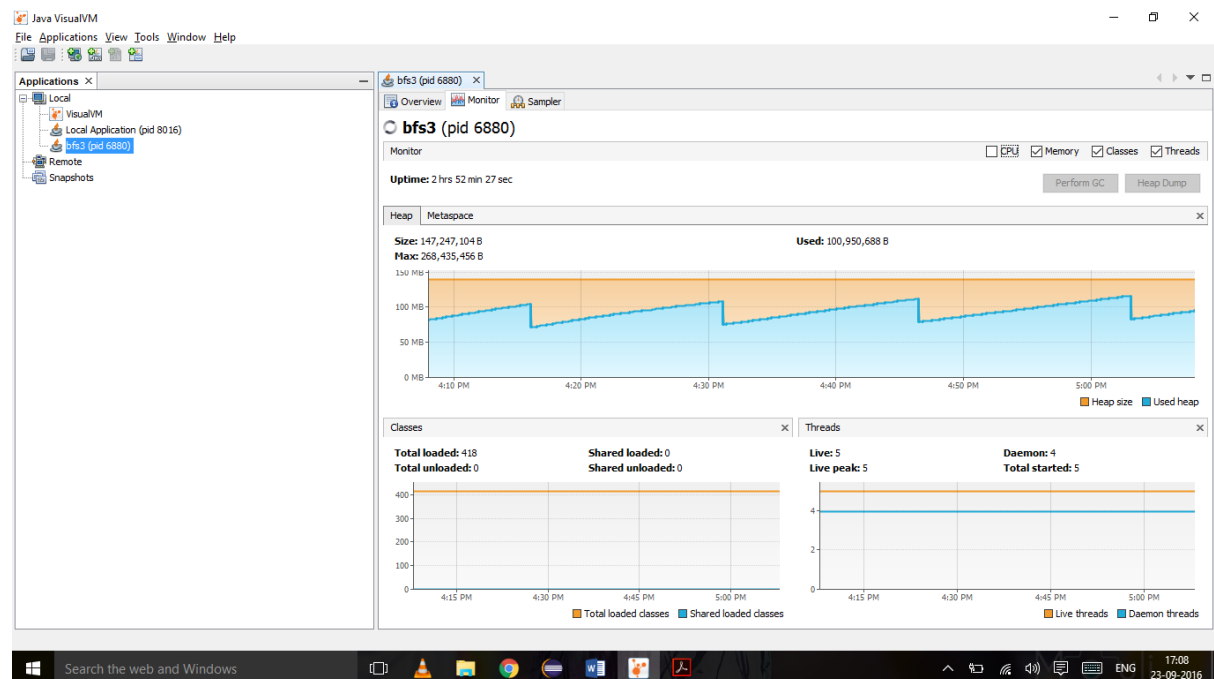 Java VisualVM
File Applications View Tools Window Help
Applications
Local
VisualVM
Local Application (pid 8016)
bfs3 (pid 6880)
Remote
Snapshots
bfs3 (pid 6880)
Overview Monitor Sampler
bfs3 (pid 6880)
Monitor CPU Memory Classes Threads
Uptime: 2 hrs 52 min 27 sec Perform GC Heap Dump
Heap Metaspace
Size: 147,247,104 B Used: 100,950,688 B
Max: 268,435,456 B
150 MB
100 MB
50 MB
0 MB
4:10 PM 4:20 PM 4:30 PM 4:40 PM 4:50 PM 5:00 PM
Heap size Used heap
Classes
Total loaded: 418 Shared loaded: 0
Total unloaded: 0 Shared unloaded: 0
400
300
200
100
0
4:15 PM 4:30 PM 4:45 PM 5:00 PM
Total loaded classes Shared loaded classes
Threads
Live: 5 Daemon: 4
Live peak: 5 Total started: 5
4
2
0
4:15 PM 4:30 PM 4:45 PM 5:00 PM
Live threads Daemon threads
Search the web and Windows
ENG
17:08
23-09-2016